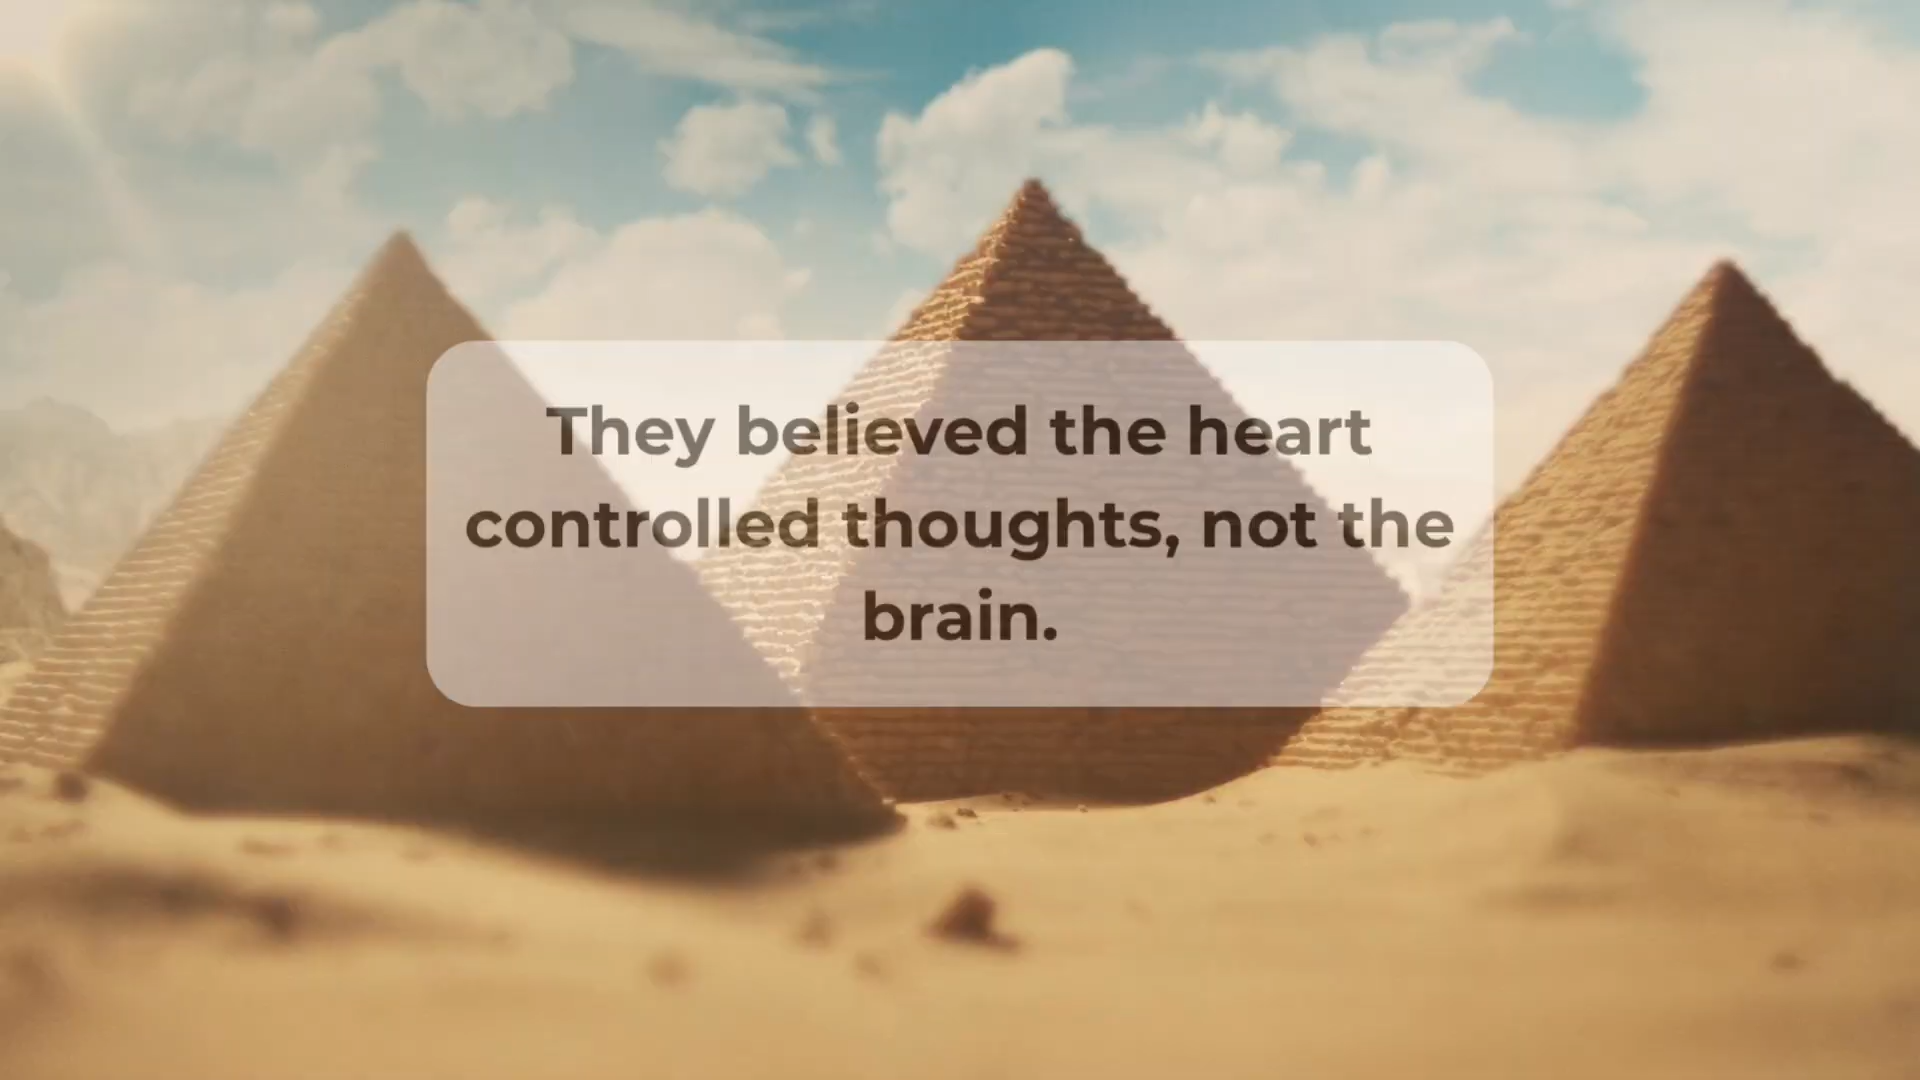 They believed the heart
controlled thoughts, not the
brain.